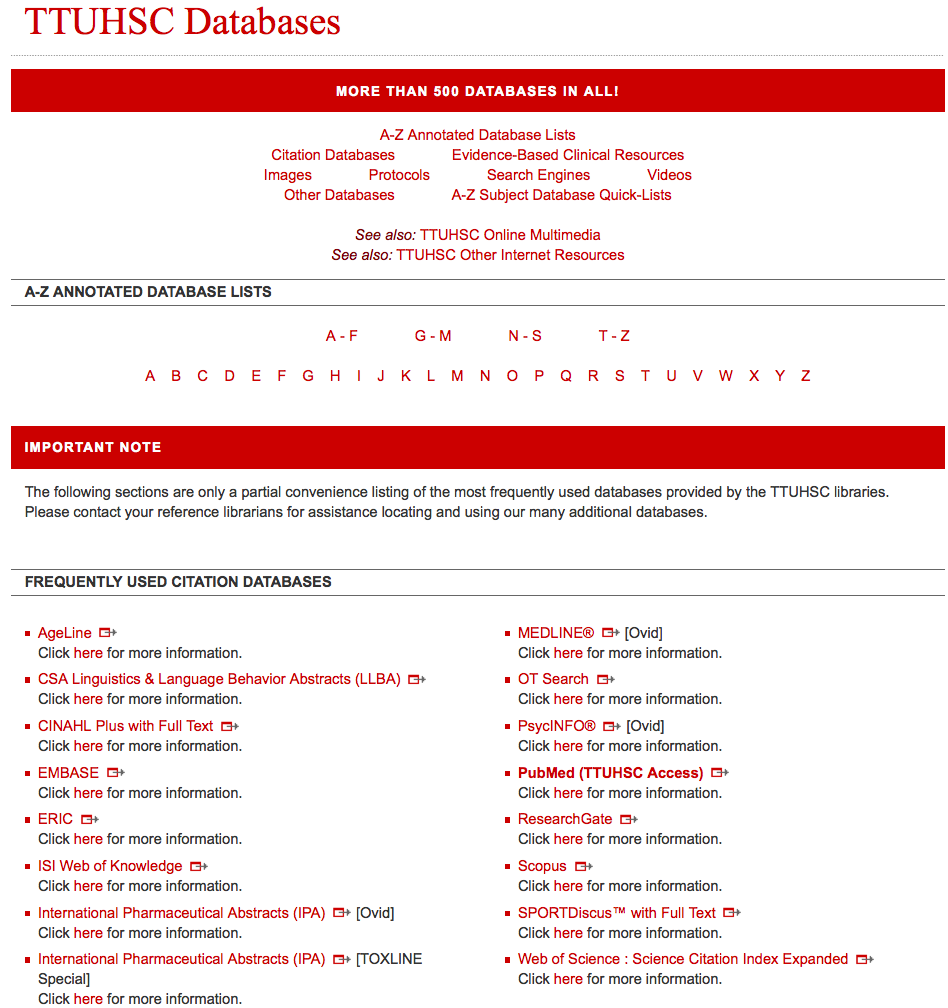 TTUHSC Databases
MORE THAN 500 DATABASES IN ALL!
A-Z Annotated Database Lists
Citation Databases Evidence-Based Clinical Resources
Images Protocols Search Engines Videos
Other Databases A-Z Subject Database Quick-Lists
See also: TTUHSC Online Multimedia
See also: TTUHSC Other Internet Resources
A-Z ANNOTATED DATABASE LISTS
A - F G - M N - S T - Z
A B C D E F G H I J K L M N O P Q R S T U V W X Y Z
IMPORTANT NOTE
The following sections are only a partial convenience listing of the most frequently used databases provided by the TTUHSC libraries.
Please contact your reference librarians for assistance locating and using our many additional databases.
FREQUENTLY USED CITATION DATABASES
AgeLine
Click here for more information.
CSA Linguistics & Language Behavior Abstracts (LLBA)
Click here for more information.
CINAHL Plus with Full Text
Click here for more information.
EMBASE
Click here for more information.
ERIC
Click here for more information.
ISI Web of Knowledge
Click here for more information.
International Pharmaceutical Abstracts (IPA) [Ovid]
Click here for more information.
International Pharmaceutical Abstracts (IPA) [TOXLINE
Special]
Click here for more information.
MEDLINE® [Ovid]
Click here for more information.
OT Search
Click here for more information.
PsycINFO® [Ovid]
Click here for more information.
PubMed (TTUHSC Access)
Click here for more information.
ResearchGate
Click here for more information.
Scopus
Click here for more information.
SPORTDiscus™ with Full Text
Click here for more information.
Web of Science : Science Citation Index Expanded
Click here for more information.